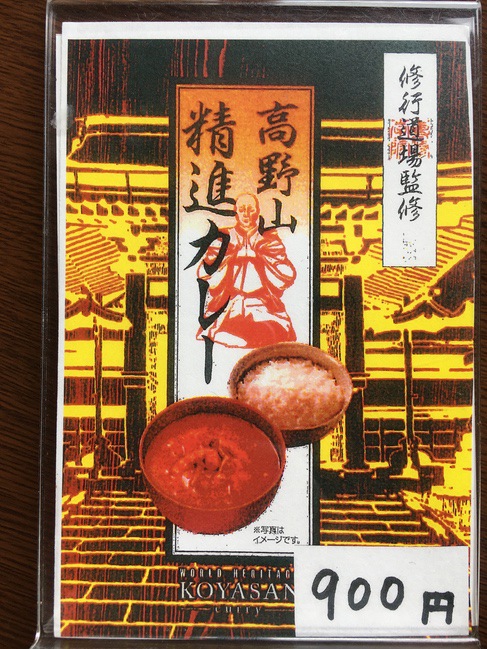 修行道場監修
高野山
精進カレー
※写真は
イメージです。
WORLD HERITAG
KOYASAN
curry
900円